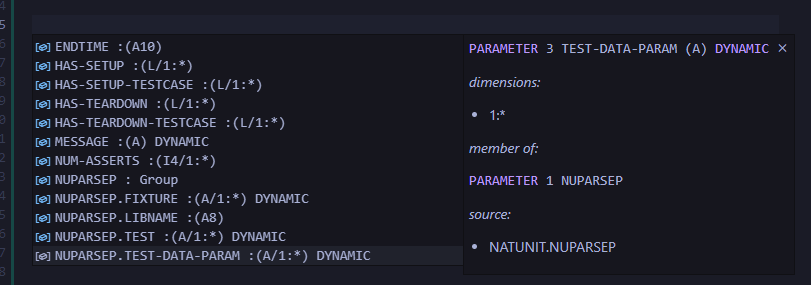 5
ENDTIME :(A10)
HAS-SETUP :(L/1:*)
HAS-SETUP-TESTCASE :(L/1:*)
HAS-TEARDOWN :(L/1:*)
HAS-TEARDOWN-TESTCASE :(L/1:*)
MESSAGE :(A) DYNAMIC
NUM-ASSERTS :(I4/1:*)
NUPARSEP : Group
NUPARSEP.FIXTURE :(A/1:*) DYNAMIC
NUPARSEP.LIBNAME :(A8)
NUPARSEP.TEST :(A/1:*) DYNAMIC
NUPARSEP.TEST-DATA-PARAM :(A/1:*) DYNAMIC
PARAMETER 3 TEST-DATA-PARAM (A) DYNAMIC
dimensions:
• 1:*
member of:
PARAMETER 1 NUPARSEP
source:
• NATUNIT.NUPARSEP